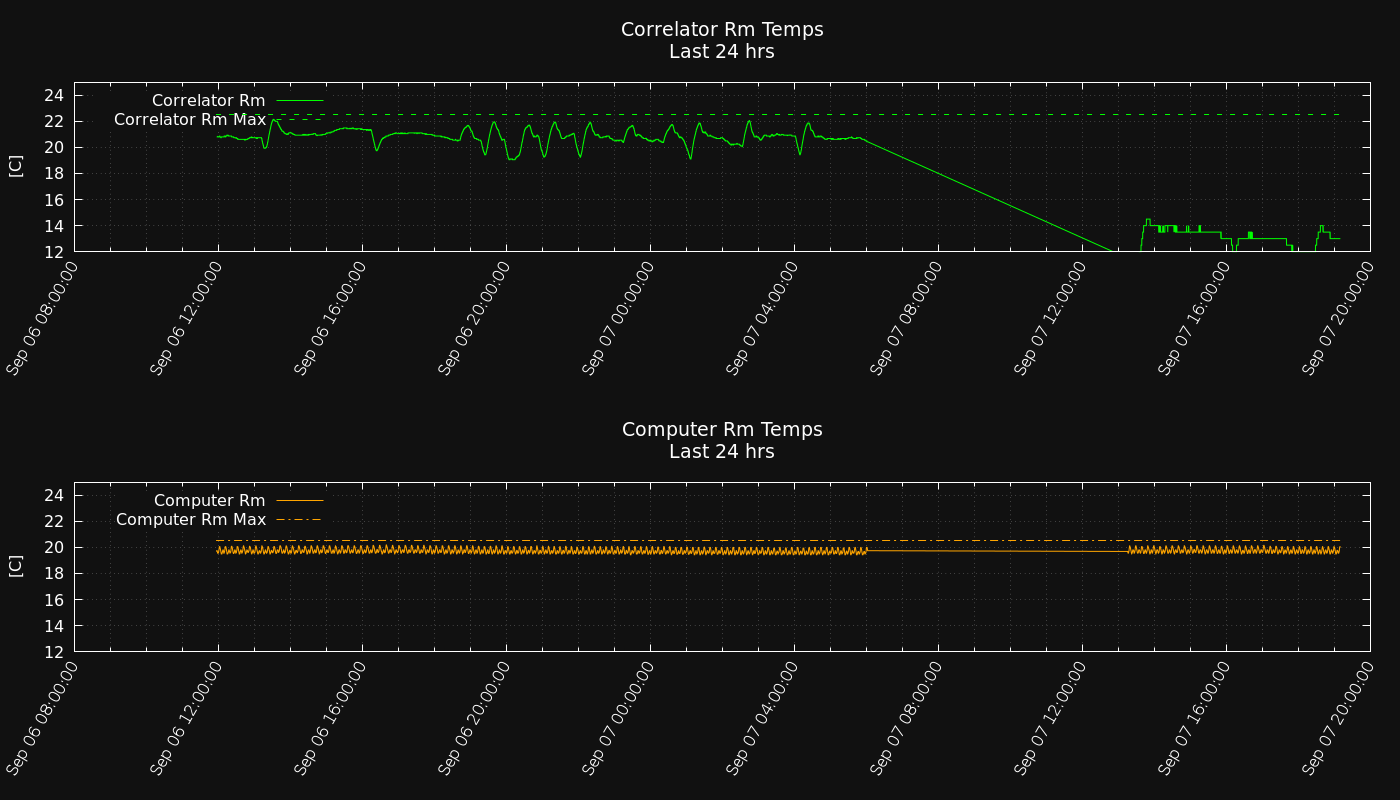 Correlator Rm Temps
Last 24 hrs
Correlator Rm
Correlator Rm Max
[C]
24
22
20
18
16
14
12
Sep 06 08:00:00
Sep 06 12:00:00
Sep 06 16:00:00
Sep 06 20:00:00
Sep 07 00:00:00
Sep 07 04:00:00
Sep 07 08:00:00
Sep 07 12:00:00
Sep 07 16:00:00
Sep 07 20:00:00
Computer Rm Temps
Last 24 hrs
Computer Rm
Computer Rm Max
[C]
24
22
20
18
16
14
12
Sep 06 08:00:00
Sep 06 12:00:00
Sep 06 16:00:00
Sep 06 20:00:00
Sep 07 00:00:00
Sep 07 04:00:00
Sep 07 08:00:00
Sep 07 12:00:00
Sep 07 16:00:00
Sep 07 20:00:00